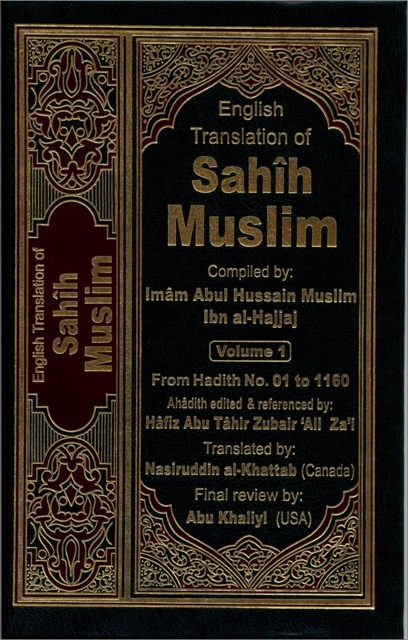 English Translation of
Sahîh
Muslim
English
Translation of
Sahîh
Muslim
Compiled by:
Imâm Abul Hussain Muslim
Ibn al-Hajjaj
Volume 1
From Hadith No. 01 to 1160
Ahâdith edited & referenced by:
Hâfiz Abu Tâhir Zubair 'Ali Za'i
Translated by:
Nasiruddin al-Khattab (Canada)
Final review by:
Abu Khaliyl (USA)